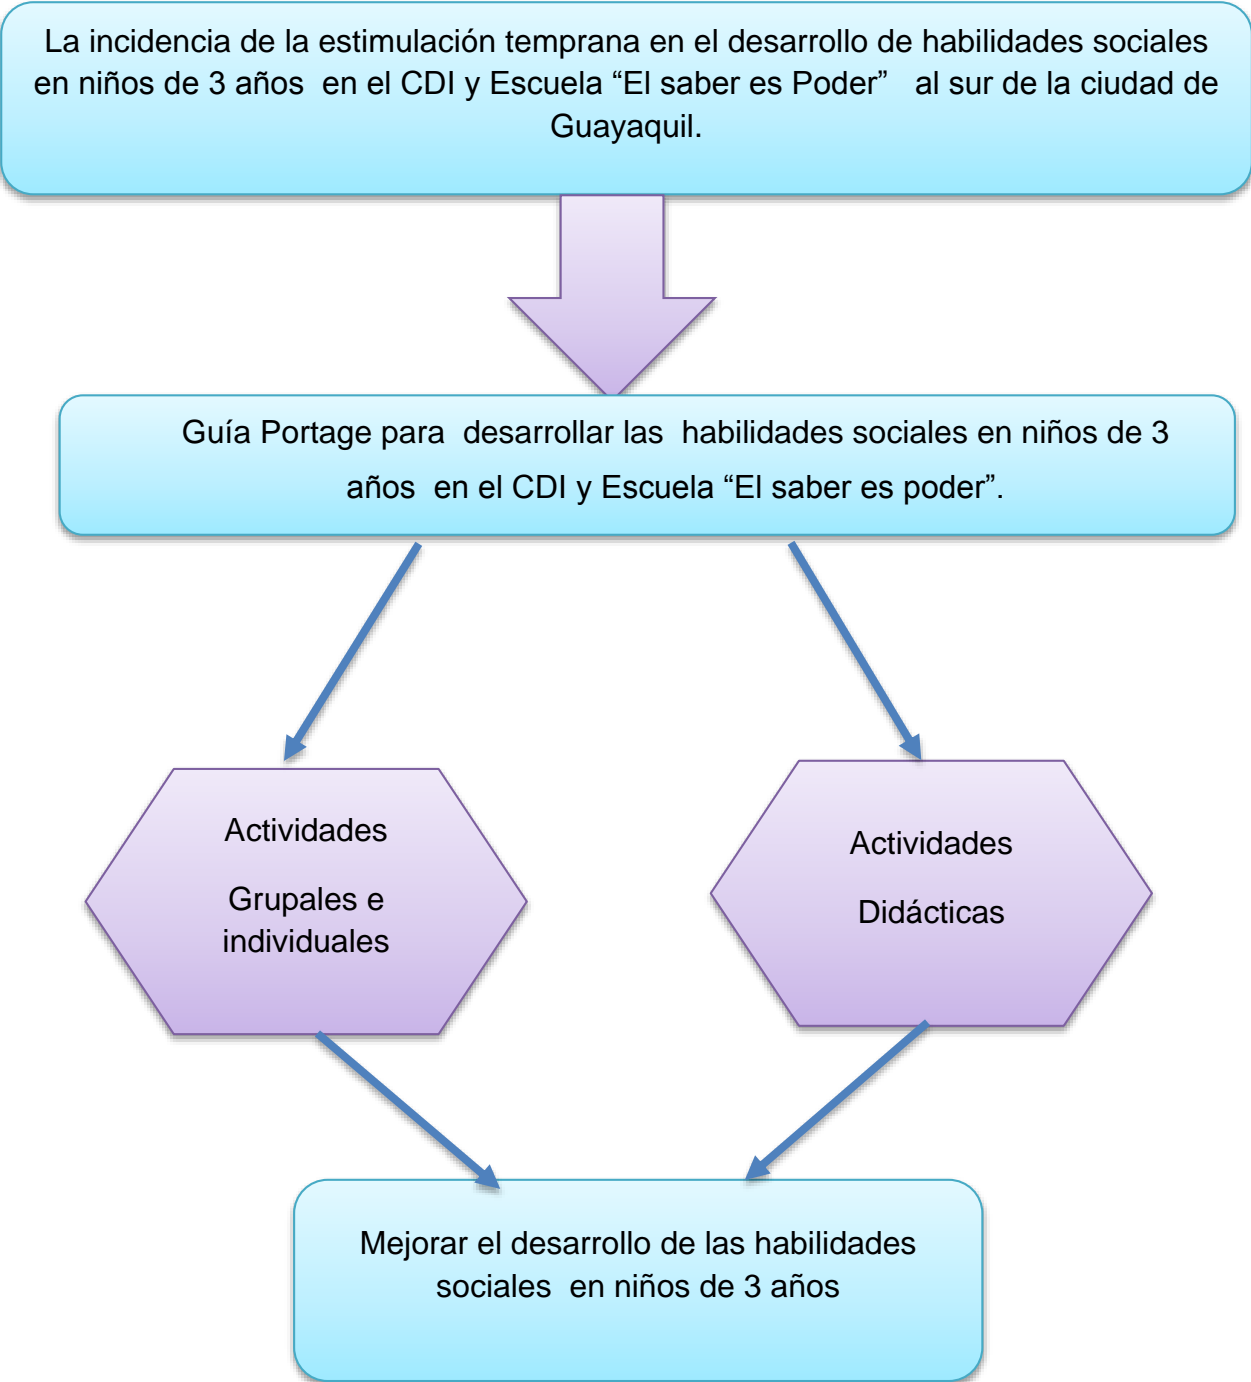 La incidencia de la estimulación temprana en el desarrollo de habilidades sociales
en niños de 3 años en el CDI y Escuela “El saber es Poder” al sur de la ciudad de
Guayaquil.
Guía Portage para desarrollar las habilidades sociales en niños de 3
años en el CDI y Escuela “El saber es poder”.
Actividades
Grupales e
individuales
Actividades
Didácticas
Mejorar el desarrollo de las habilidades
sociales en niños de 3 años